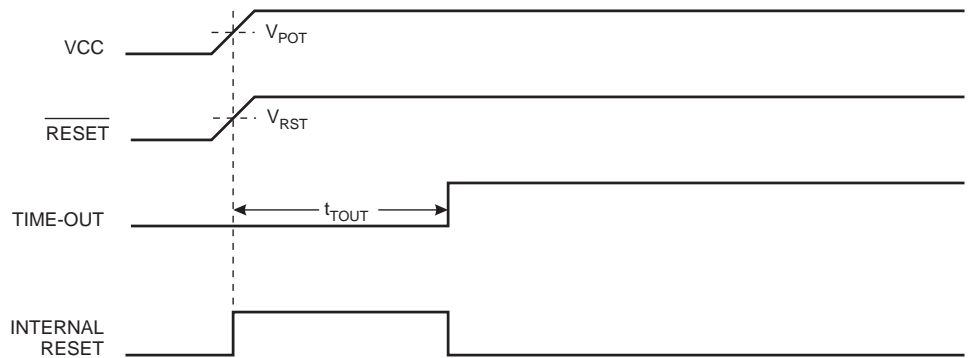 VCC
V_POT
RESET
V_RST
TIME-OUT
t_TOUT
INTERNAL
RESET